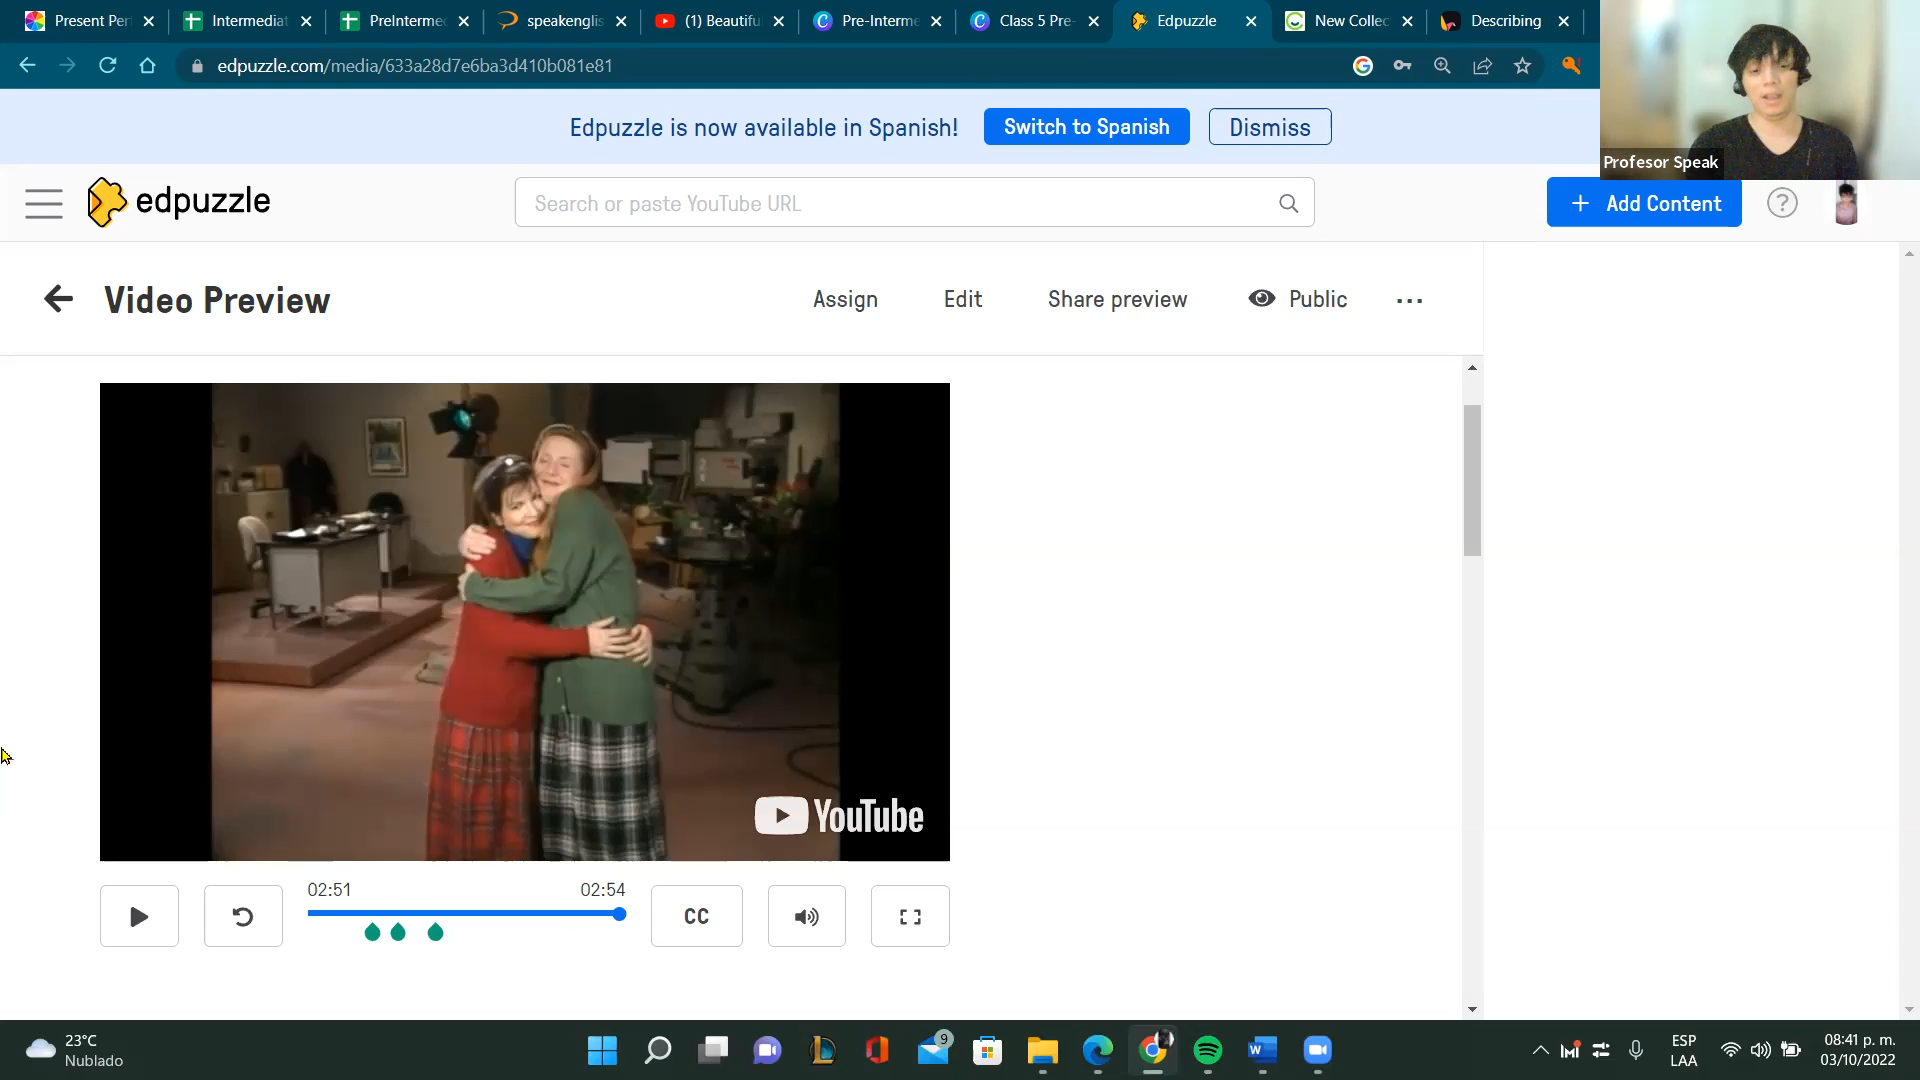 Present Per
Intermediat
PreIntermed
speakenglis
(1) Beautifu
Pre-Interme
Class 5 Pre-
Edpuzzle
New Collec
Describing
edpuzzle.com/media/633a28d7e6ba3d410b081e81
Edpuzzle is now available in Spanish!
Switch to Spanish
Dismiss
Profesor Speak
edpuzzle
Search or paste YouTube URL
+ Add Content
?
Video Preview
Assign
Edit
Share preview
Public
...
YouTube
02:51
02:54
CC
23°C
Nublado
9
ESP
LAA
08:41 p. m.
03/10/2022